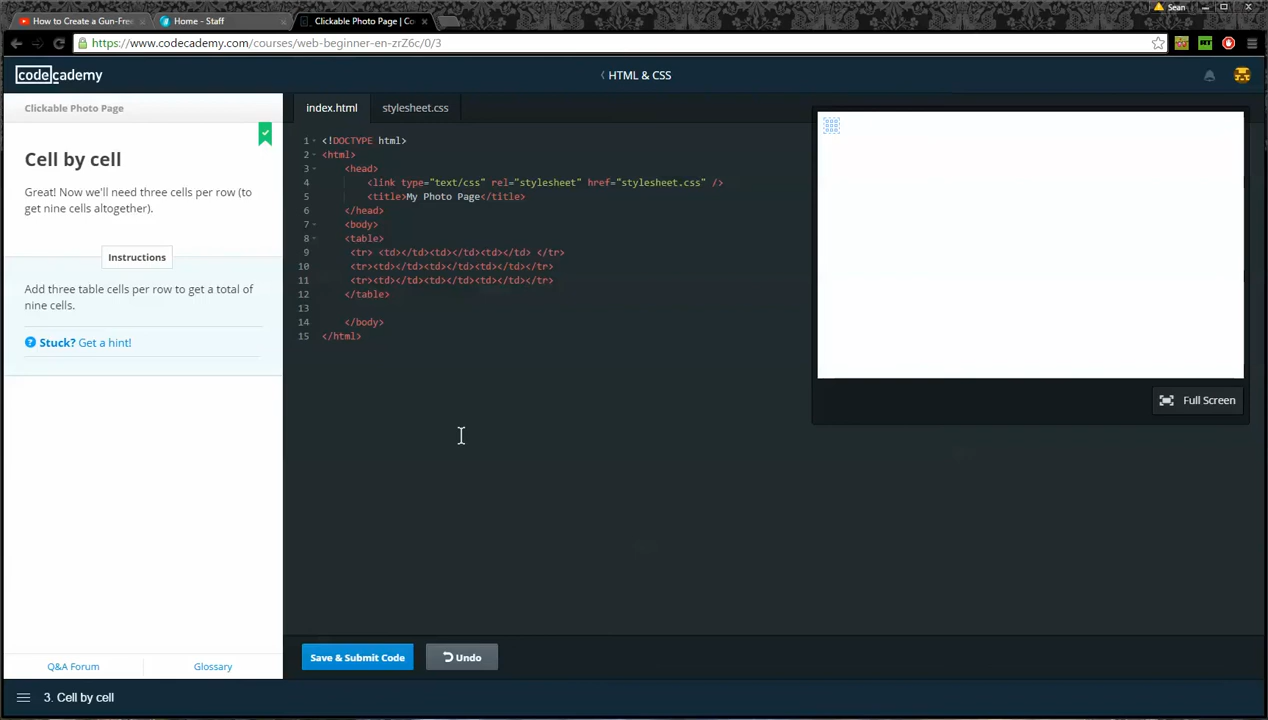 How to Create a Gun-Free
Home - Staff
Clickable Photo Page | Co
Sean
https://www.codecademy.com/courses/web-beginner-en-zrZ6c/0/3
codecademy
HTML & CSS
Clickable Photo Page
Cell by cell
Great! Now we'll need three cells per row (to
get nine cells altogether).
Instructions
Add three table cells per row to get a total of
nine cells.
Stuck? Get a hint!
Q&A Forum
Glossary
index.html
stylesheet.css
1 <!DOCTYPE html>
2 <html>
3 <head>
4 <link type="text/css" rel="stylesheet" href="stylesheet.css" />
5 <title>My Photo Page</title>
6 </head>
7 <body>
8 <table>
9 <tr> <td></td><td></td><td></td> </tr>
10 <tr><td></td><td></td><td></td></tr>
11 <tr><td></td><td></td><td></td></tr>
12 </table>
13
14 </body>
15 </html>
Full Screen
Save & Submit Code
Undo
3. Cell by cell